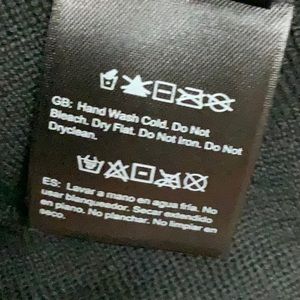 GB: Hand Wash Cold. Do Not
Bleach. Dry Flat. Do Not Iron. Do Not
Dryclean.
ES: Lavar a mano en agua fría. No
usar blanqueador. Secar extendido
en plano. No planchar. No limpiar en
seco.